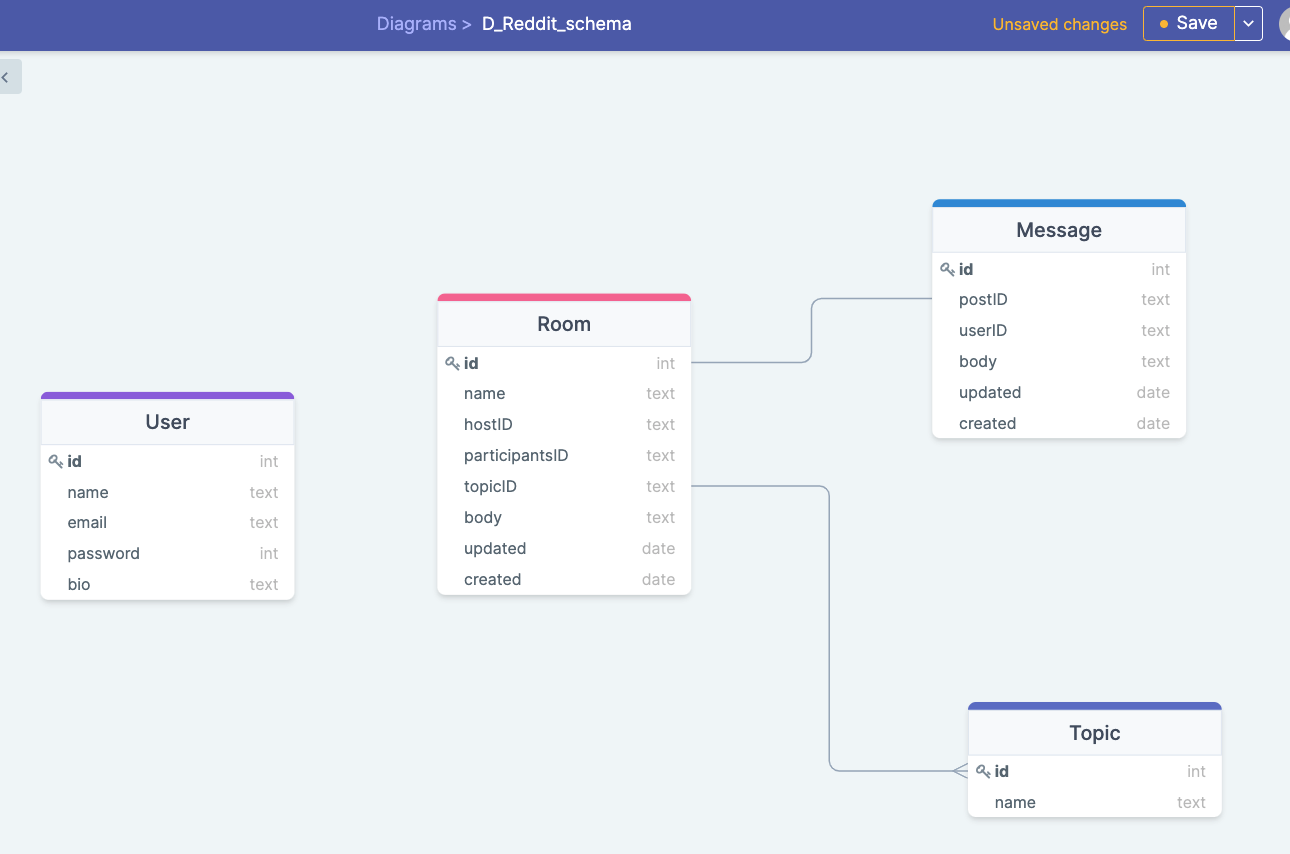 Diagrams > D_Reddit_schema
Unsaved changes
Save
User
id int
name text
email text
password int
bio text
Room
id int
name text
hostID text
participantsID text
topicID text
body text
updated date
created date
Message
id int
postID text
userID text
body text
updated date
created date
Topic
id int
name text